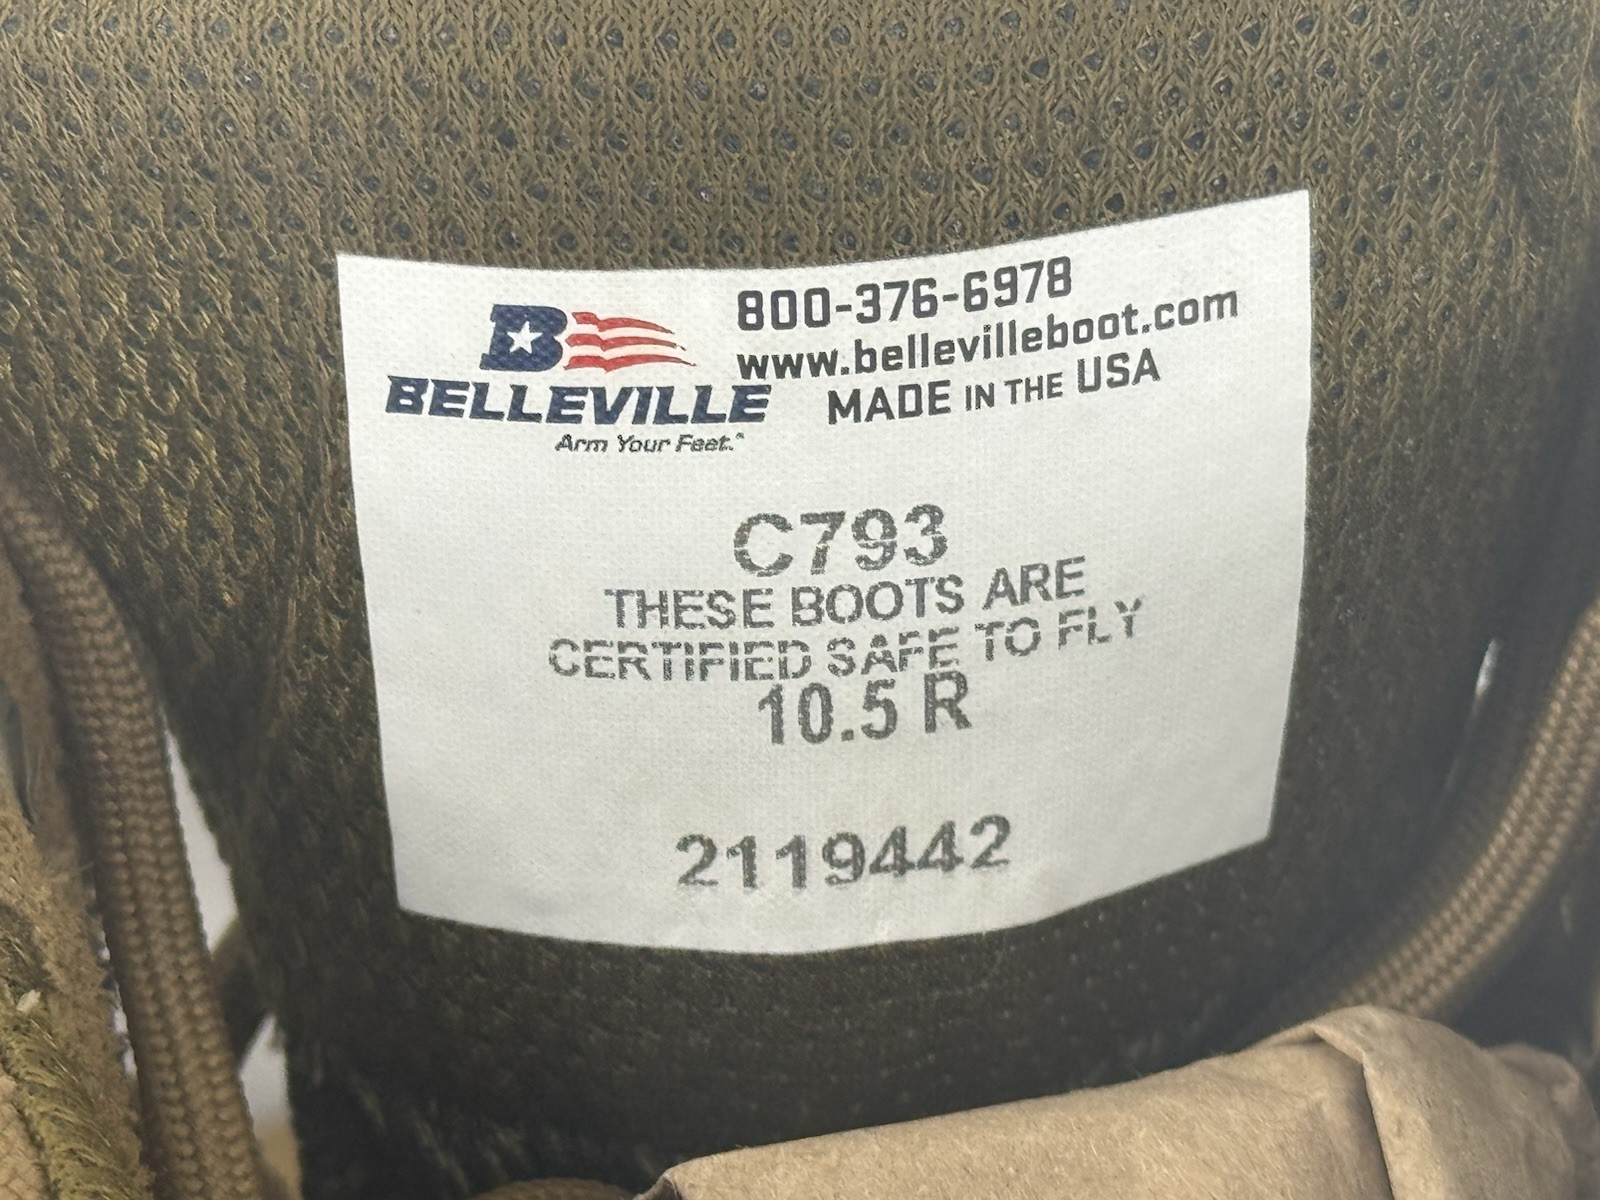 B
BELLEVILLE
Arm Your Feet.®
800-376-6978
www.bellevilleboot.com
MADE IN THE USA
C793
THESE BOOTS ARE
CERTIFIED SAFE TO FLY
10.5 R
2119442